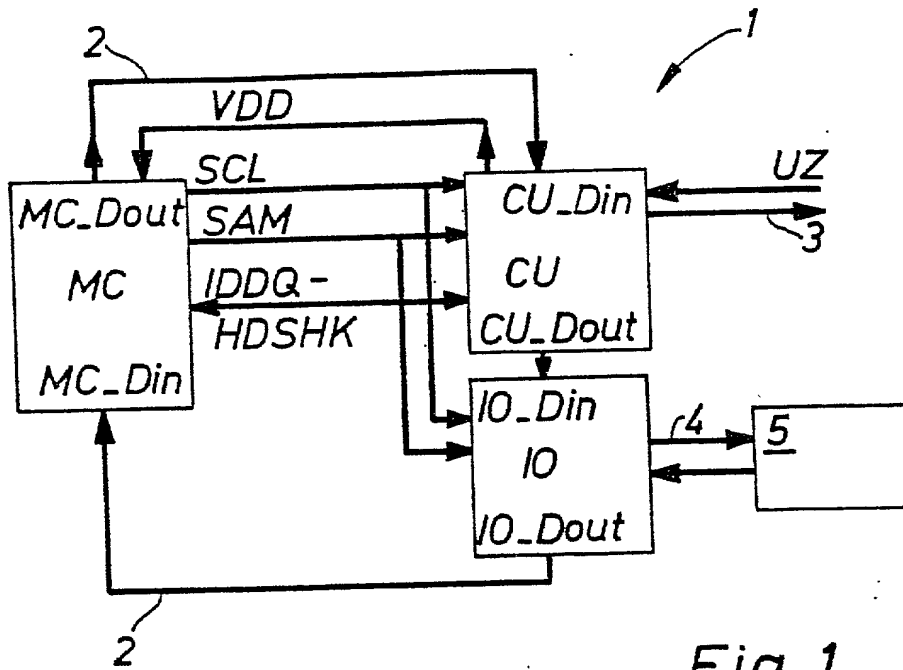 2
1
VDD
UZ
SCL
MC_Dout
CU_Din
SAM
3
MC
CU
IDDQ-
HDSHK
CU_Dout
MC_Din
IO_Din
4
5
IO
IO_Dout
2
Fig.1